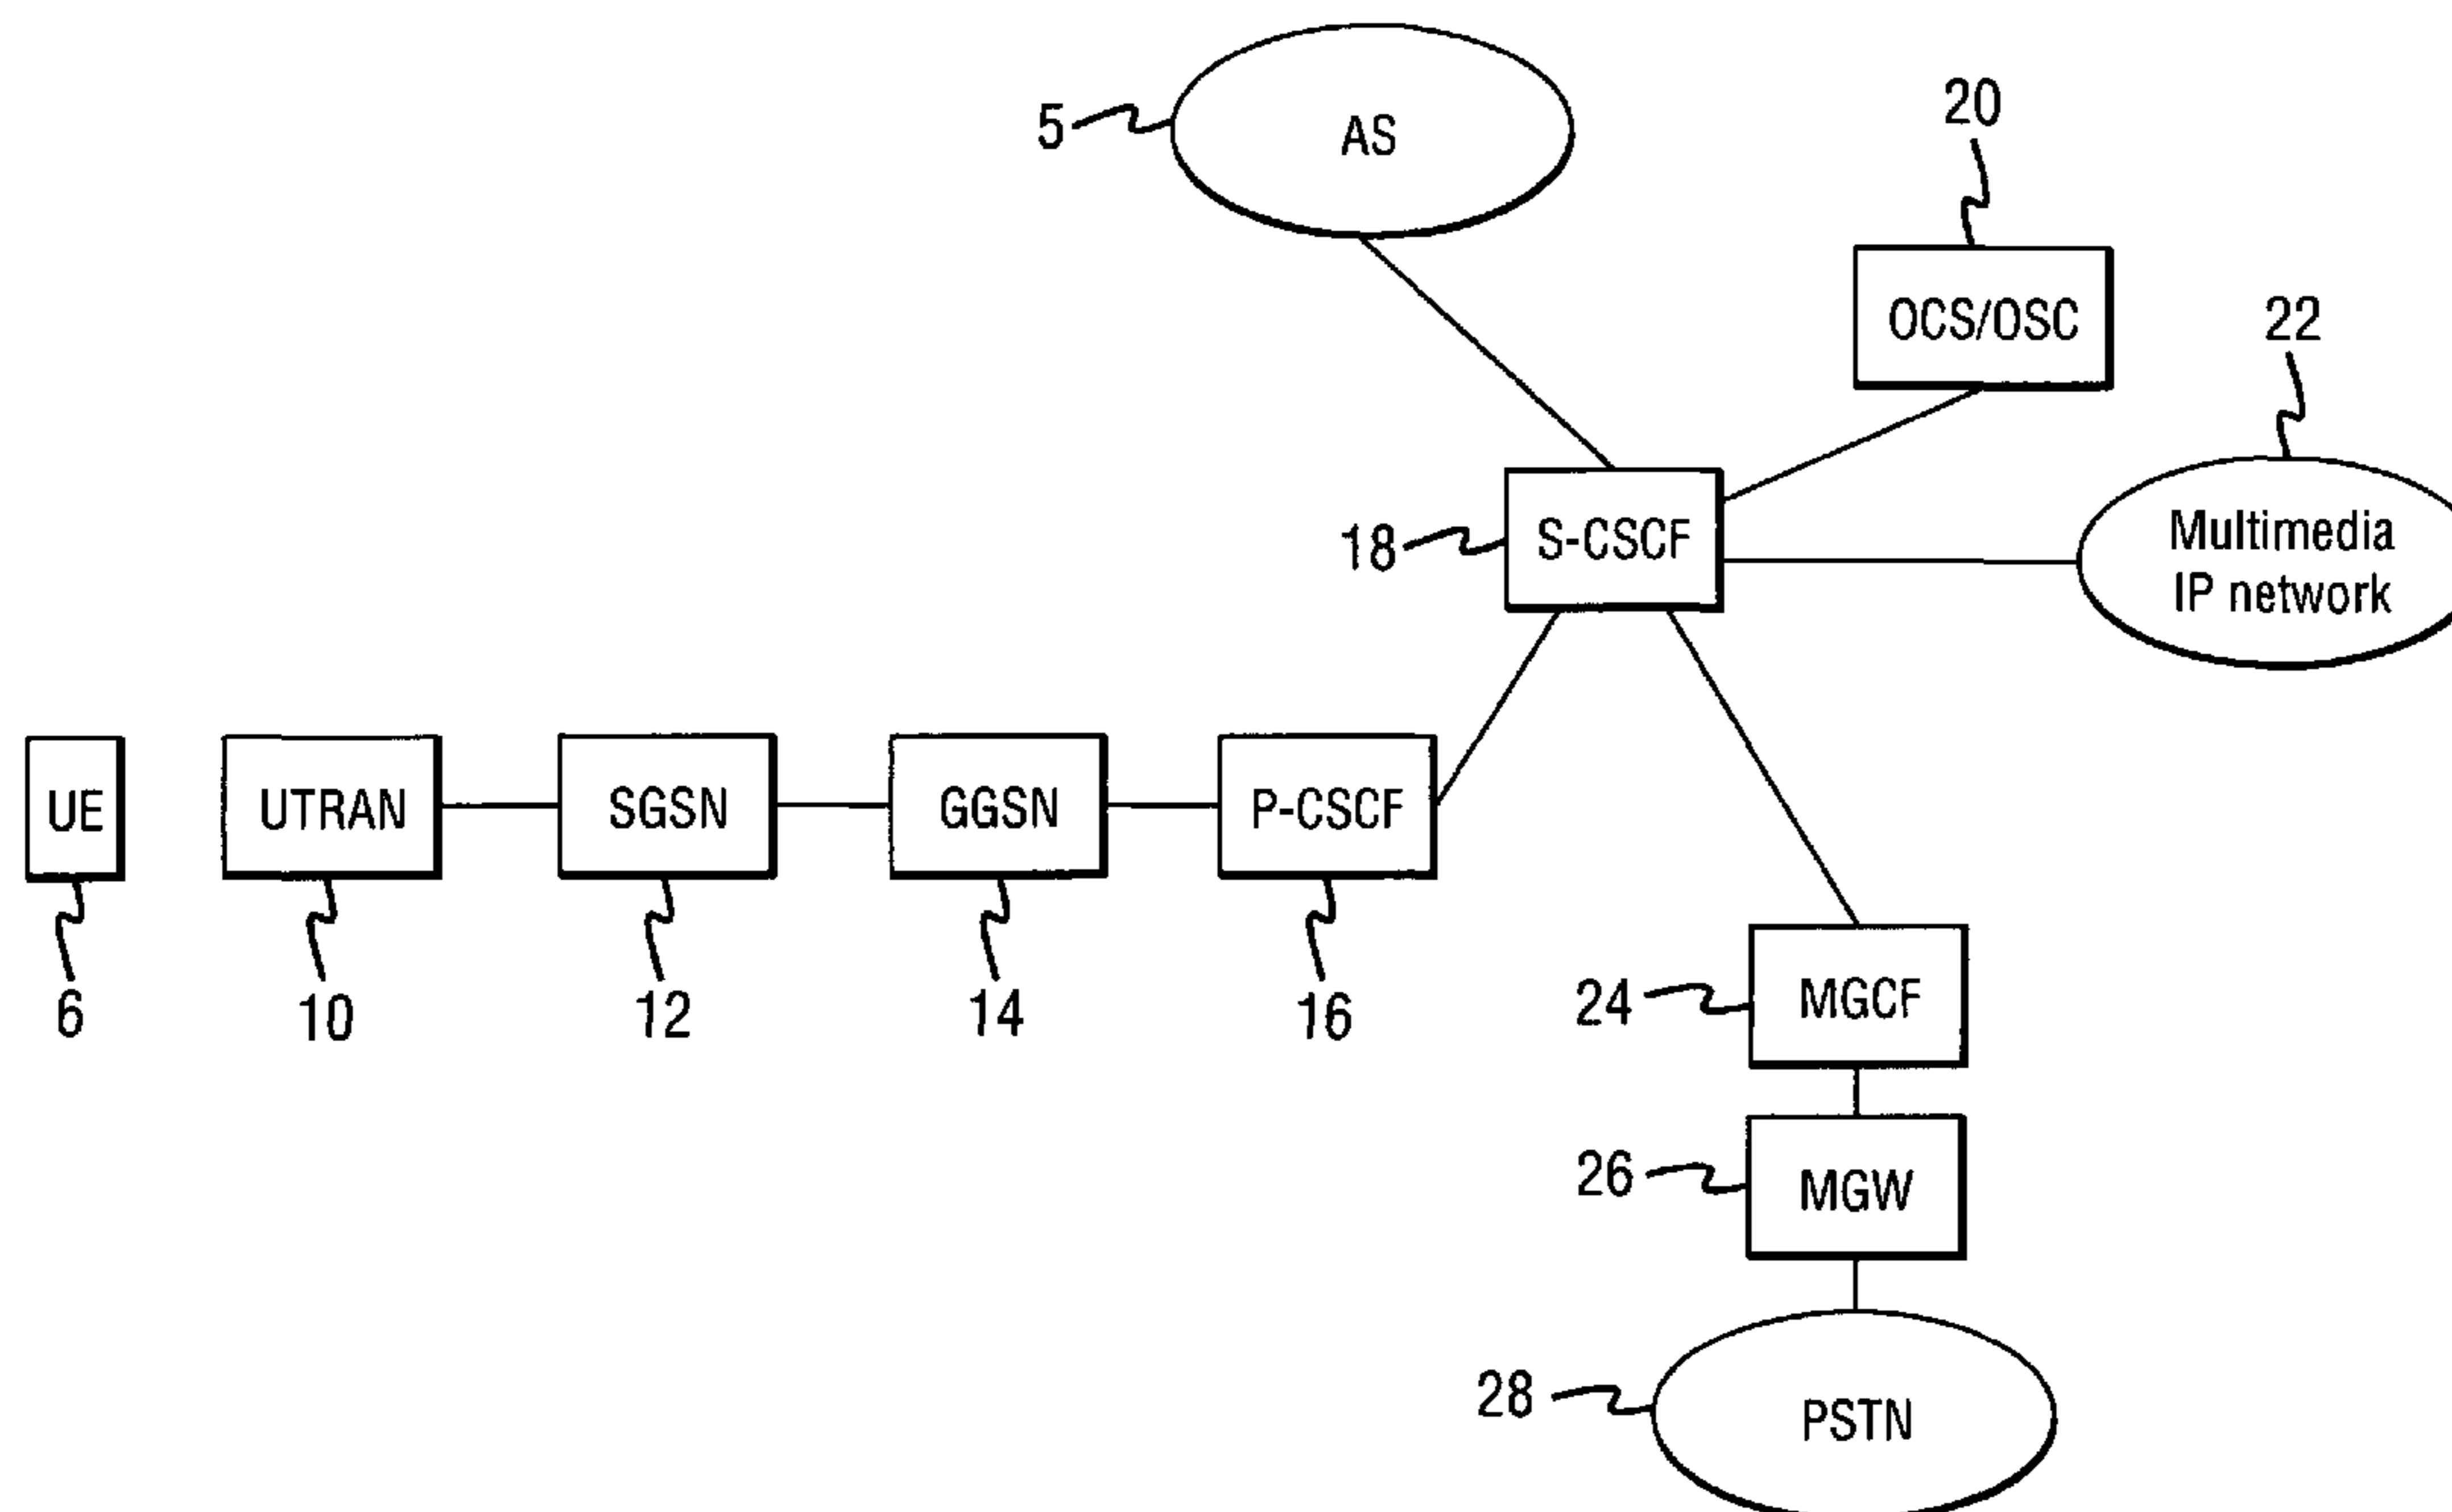 5
AS
20
OCS/OSC
22
18
S-CSCF
Multimedia
IP network
UE
UTRAN
SGSN
GGSN
P-CSCF
6
10
12
14
16
24
MGCF
26
MGW
28
PSTN